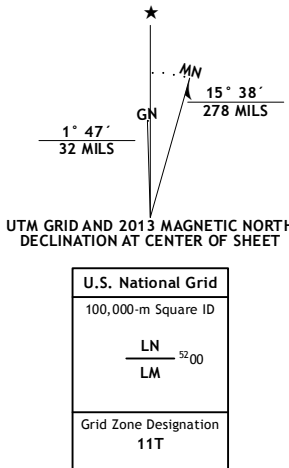 MN
15° 38´
278 MILS
GN
1° 47´
32 MILS
UTM GRID AND 2013 MAGNETIC NORTH
DECLINATION AT CENTER OF SHEET
U.S. National Grid
100,000-m Square ID
LN
5200
LM
Grid Zone Designation
11T